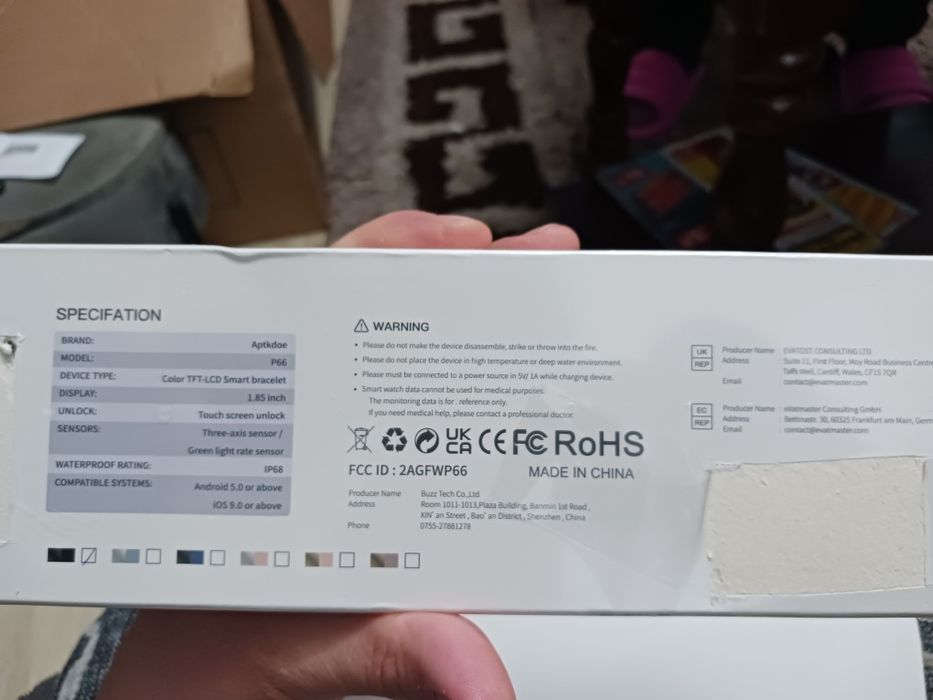 SPECIFATION
BRAND: Aptkdoe
MODEL: P66
DEVICE TYPE: Color TFT-LCD Smart bracelet
DISPLAY: 1.85 inch
UNLOCK: Touch screen unlock
SENSORS: Three-axis sensor /
Green light rate sensor
WATERPROOF RATING: IP68
COMPATIBLE SYSTEMS: Android 5.0 or above
iOS 9.0 or above
WARNING
• Please do not make the device disassemble, strike or throw into the fire.
• Please do not place the device in high temperature or deep water environment.
• Please must be connected to a power source in 5V/ 1A while charging device.
• Smart watch data cannot be used for medical purposes.
The monitoring data is for . reference only.
If you need medical help, please contact a professional doctor.
UK CA CE FC RoHS
FCC ID : 2AGFWP66 MADE IN CHINA
Producer Name Buzz Tech Co.,Ltd
Address Room 1011-1013,Plaza Building, Banmin 1st Road ,
XIN' an Street , Bao' an District , Shenzhen , China
Phone 0755-27881278
UK REP
Producer Name : EVATOST CONSULTING LTD
Address : Suite 11, First Floor, Moy Road Business Centre
Taffs Well, Cardiff, Wales, CF15 7QR
Email : contact@evatmaster.com
EC REP
Producer Name : eVatmaster Consulting GmbH
Address : Bettinastr. 30, 60325 Frankfurt am Main, Germ
Email : contact@evatmaster.com